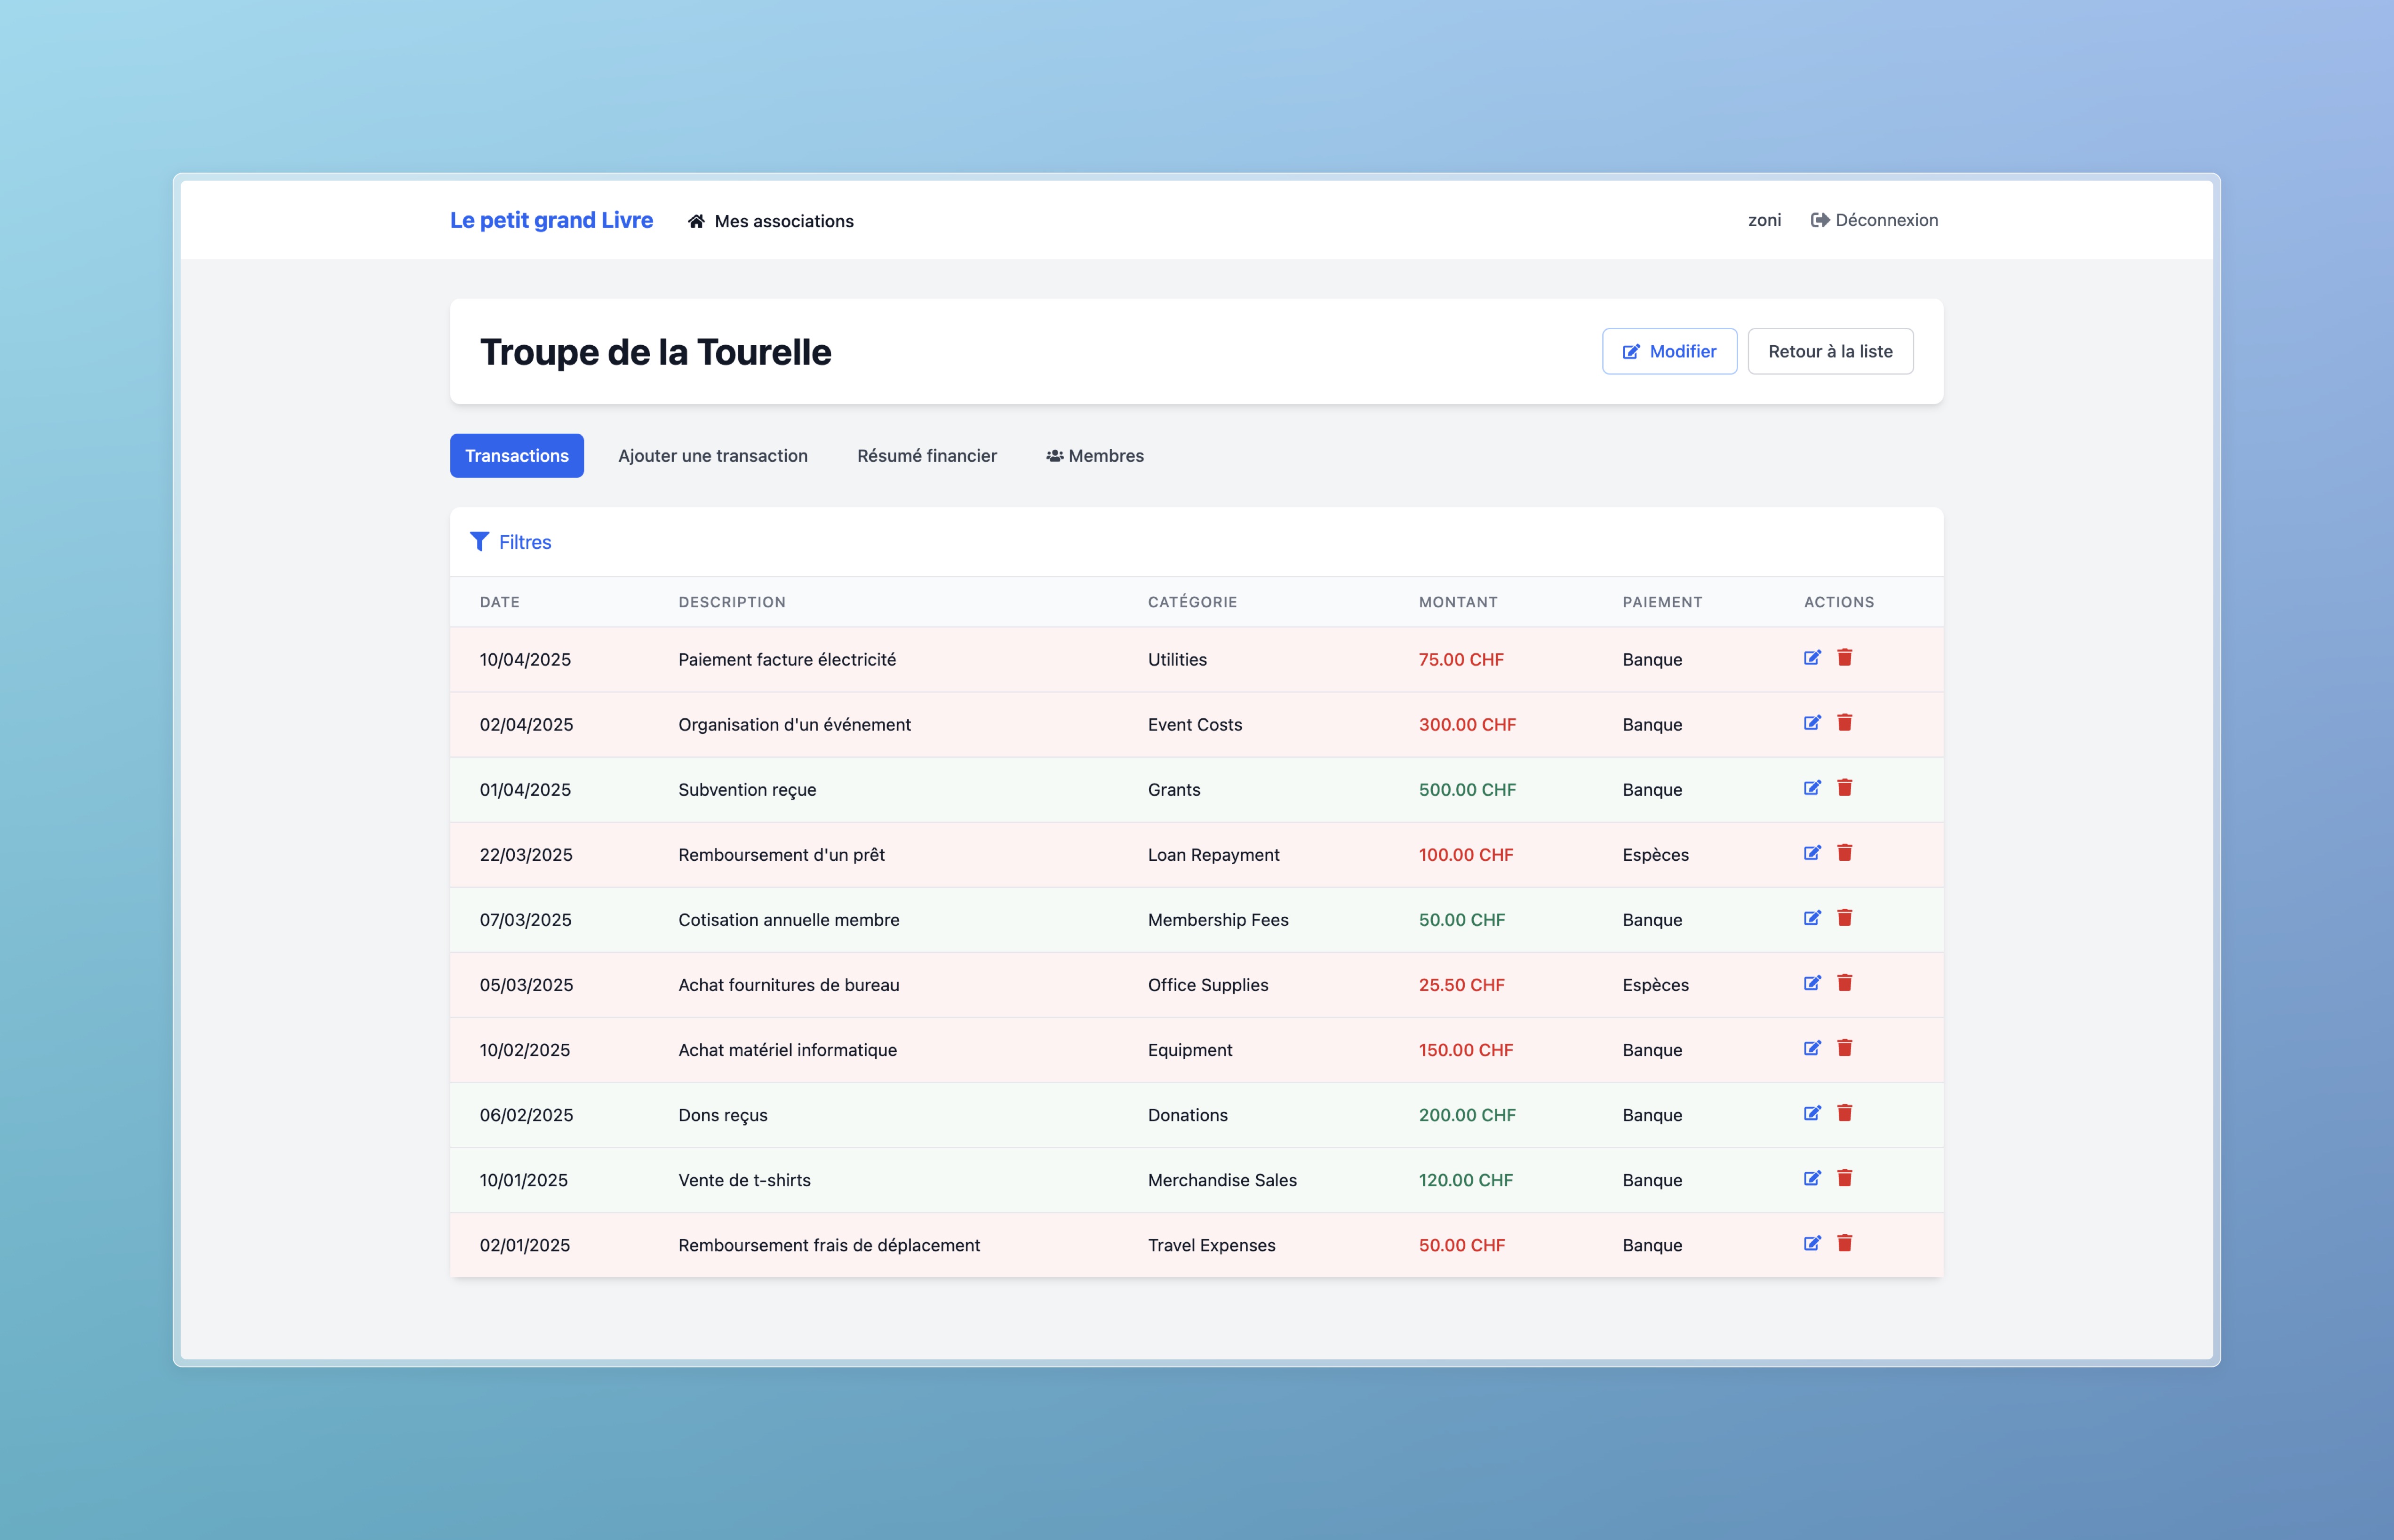 Le petit grand Livre Mes associations zoni Déconnexion
Troupe de la Tourelle Modifier Retour à la liste
Transactions Ajouter une transaction Résumé financier Membres
Filtres
DATE DESCRIPTION CATÉGORIE MONTANT PAIEMENT ACTIONS
10/04/2025 Paiement facture électricité Utilities 75.00 CHF Banque
02/04/2025 Organisation d'un événement Event Costs 300.00 CHF Banque
01/04/2025 Subvention reçue Grants 500.00 CHF Banque
22/03/2025 Remboursement d'un prêt Loan Repayment 100.00 CHF Espèces
07/03/2025 Cotisation annuelle membre Membership Fees 50.00 CHF Banque
05/03/2025 Achat fournitures de bureau Office Supplies 25.50 CHF Espèces
10/02/2025 Achat matériel informatique Equipment 150.00 CHF Banque
06/02/2025 Dons reçus Donations 200.00 CHF Banque
10/01/2025 Vente de t-shirts Merchandise Sales 120.00 CHF Banque
02/01/2025 Remboursement frais de déplacement Travel Expenses 50.00 CHF Banque